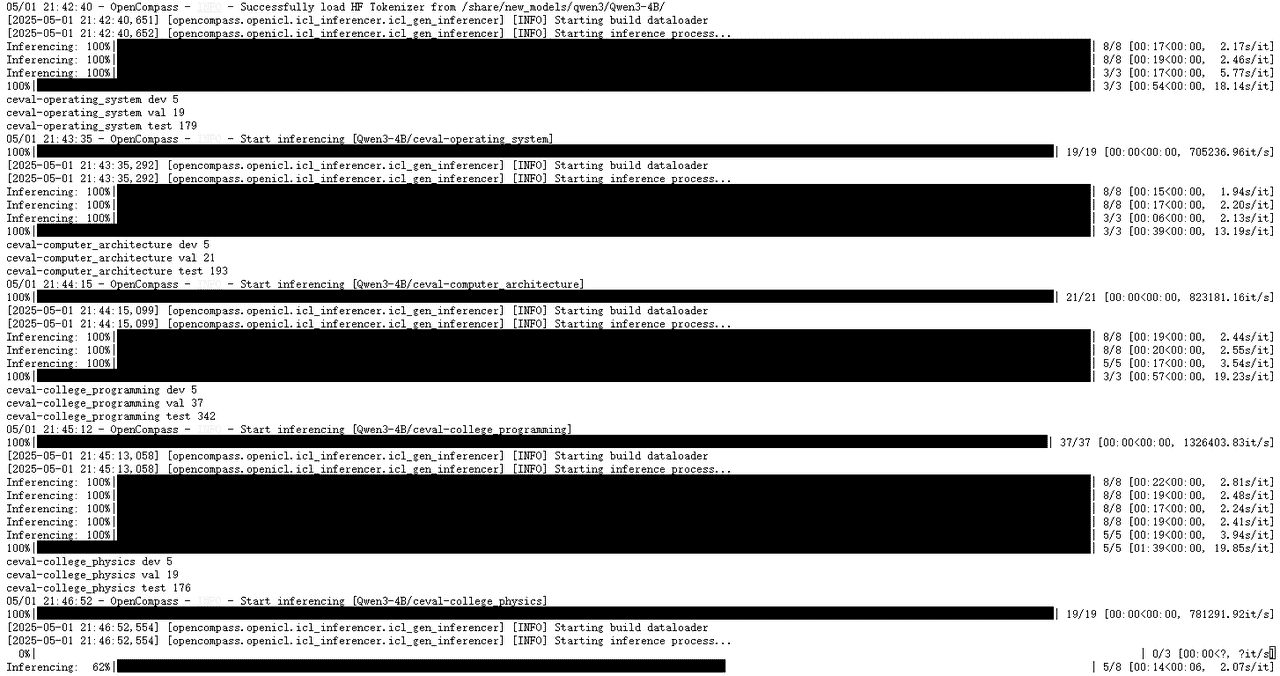 05/01 21:42:40 - OpenCompass - INFO - Successfully load HF Tokenizer from /share/new_models/qwen3/Qwen3-4B/
[2025-05-01 21:42:40,651] [opencompass.openicl.icl_inferencer.icl_gen_inferencer] [INFO] Starting build dataloader
[2025-05-01 21:42:40,652] [opencompass.openicl.icl_inferencer.icl_gen_inferencer] [INFO] Starting inference process...
Inferencing: 100%| | 8/8 [00:17<00:00, 2.17s/it]
Inferencing: 100%| | 8/8 [00:19<00:00, 2.46s/it]
Inferencing: 100%| | 3/3 [00:17<00:00, 5.77s/it]
100%| | 3/3 [00:54<00:00, 18.14s/it]
ceval-operating_system dev 5
ceval-operating_system val 19
ceval-operating_system test 179
05/01 21:43:35 - OpenCompass - INFO - Start inferencing [Qwen3-4B/ceval-operating_system]
100%| | 19/19 [00:00<00:00, 705236.96it/s]
[2025-05-01 21:43:35,292] [opencompass.openicl.icl_inferencer.icl_gen_inferencer] [INFO] Starting build dataloader
[2025-05-01 21:43:35,292] [opencompass.openicl.icl_inferencer.icl_gen_inferencer] [INFO] Starting inference process...
Inferencing: 100%| | 8/8 [00:15<00:00, 1.94s/it]
Inferencing: 100%| | 8/8 [00:17<00:00, 2.20s/it]
Inferencing: 100%| | 3/3 [00:06<00:00, 2.13s/it]
100%| | 3/3 [00:39<00:00, 13.19s/it]
ceval-computer_architecture dev 5
ceval-computer_architecture val 21
ceval-computer_architecture test 193
05/01 21:44:15 - OpenCompass - INFO - Start inferencing [Qwen3-4B/ceval-computer_architecture]
100%| | 21/21 [00:00<00:00, 823181.16it/s]
[2025-05-01 21:44:15,099] [opencompass.openicl.icl_inferencer.icl_gen_inferencer] [INFO] Starting build dataloader
[2025-05-01 21:44:15,099] [opencompass.openicl.icl_inferencer.icl_gen_inferencer] [INFO] Starting inference process...
Inferencing: 100%| | 8/8 [00:19<00:00, 2.44s/it]
Inferencing: 100%| | 8/8 [00:20<00:00, 2.55s/it]
Inferencing: 100%| | 5/5 [00:17<00:00, 3.54s/it]
100%| | 3/3 [00:57<00:00, 19.23s/it]
ceval-college_programming dev 5
ceval-college_programming val 37
ceval-college_programming test 342
05/01 21:45:12 - OpenCompass - INFO - Start inferencing [Qwen3-4B/ceval-college_programming]
100%| | 37/37 [00:00<00:00, 1326403.83it/s]
[2025-05-01 21:45:13,058] [opencompass.openicl.icl_inferencer.icl_gen_inferencer] [INFO] Starting build dataloader
[2025-05-01 21:45:13,058] [opencompass.openicl.icl_inferencer.icl_gen_inferencer] [INFO] Starting inference process...
Inferencing: 100%| | 8/8 [00:22<00:00, 2.81s/it]
Inferencing: 100%| | 8/8 [00:19<00:00, 2.48s/it]
Inferencing: 100%| | 8/8 [00:17<00:00, 2.24s/it]
Inferencing: 100%| | 8/8 [00:19<00:00, 2.41s/it]
Inferencing: 100%| | 5/5 [00:19<00:00, 3.94s/it]
100%| | 5/5 [01:39<00:00, 19.85s/it]
ceval-college_physics dev 5
ceval-college_physics val 19
ceval-college_physics test 176
05/01 21:46:52 - OpenCompass - INFO - Start inferencing [Qwen3-4B/ceval-college_physics]
100%| | 19/19 [00:00<00:00, 781291.92it/s]
[2025-05-01 21:46:52,554] [opencompass.openicl.icl_inferencer.icl_gen_inferencer] [INFO] Starting build dataloader
[2025-05-01 21:46:52,554] [opencompass.openicl.icl_inferencer.icl_gen_inferencer] [INFO] Starting inference process...
0%| | 0/3 [00:00<?, ?it/s]
Inferencing: 62%| | 5/8 [00:14<00:06, 2.07s/it]